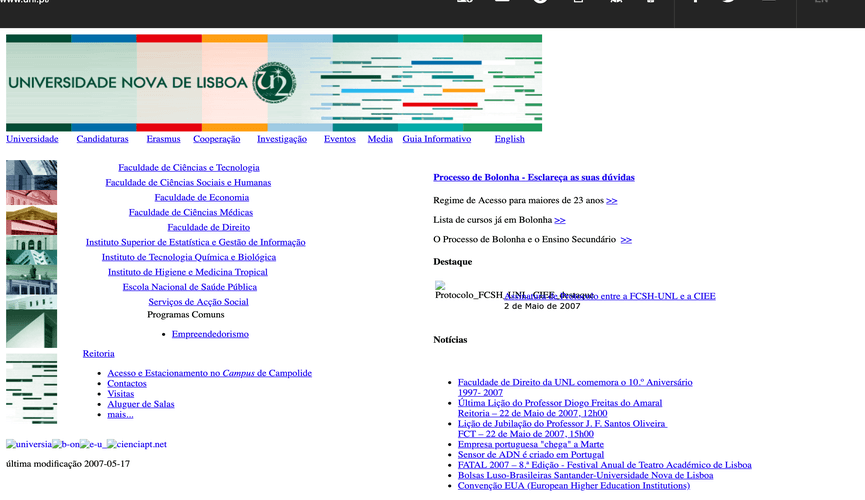 www.unl.pt
EN
UNIVERSIDADE NOVA DE LISBOA
Universidade Candidaturas Erasmus Cooperação Investigação Eventos Media Guia Informativo English
Faculdade de Ciências e Tecnologia
Faculdade de Ciências Sociais e Humanas
Faculdade de Economia
Faculdade de Ciências Médicas
Faculdade de Direito
Instituto Superior de Estatística e Gestão de Informação
Instituto de Tecnologia Química e Biológica
Instituto de Higiene e Medicina Tropical
Escola Nacional de Saúde Pública
Serviços de Acção Social
Programas Comuns
Empreendedorismo
Reitoria
Acesso e Estacionamento no Campus de Campolide
Contactos
Visitas
Aluguer de Salas
mais...
universia b-on e-u_ cienciapt.net
última modificação 2007-05-17
Processo de Bolonha - Esclareça as suas dúvidas
Regime de Acesso para maiores de 23 anos >>
Lista de cursos já em Bolonha >>
O Processo de Bolonha e o Ensino Secundário >>
Destaque
Protocolo_FCSH_UNL_CIEE_destaque
Assinatura de Protocolo entre a FCSH-UNL e a CIEE
2 de Maio de 2007
Notícias
Faculdade de Direito da UNL comemora o 10.º Aniversário
1997- 2007
Última Lição do Professor Diogo Freitas do Amaral
Reitoria – 22 de Maio de 2007, 12h00
Lição de Jubilação do Professor J. F. Santos Oliveira
FCT – 22 de Maio de 2007, 15h00
Empresa portuguesa "chega" a Marte
Sensor de ADN é criado em Portugal
FATAL 2007 – 8.ª Edição - Festival Anual de Teatro Académico de Lisboa
Bolsas Luso-Brasileiras Santander-Universidade Nova de Lisboa
Convenção EUA (European Higher Education Institutions)